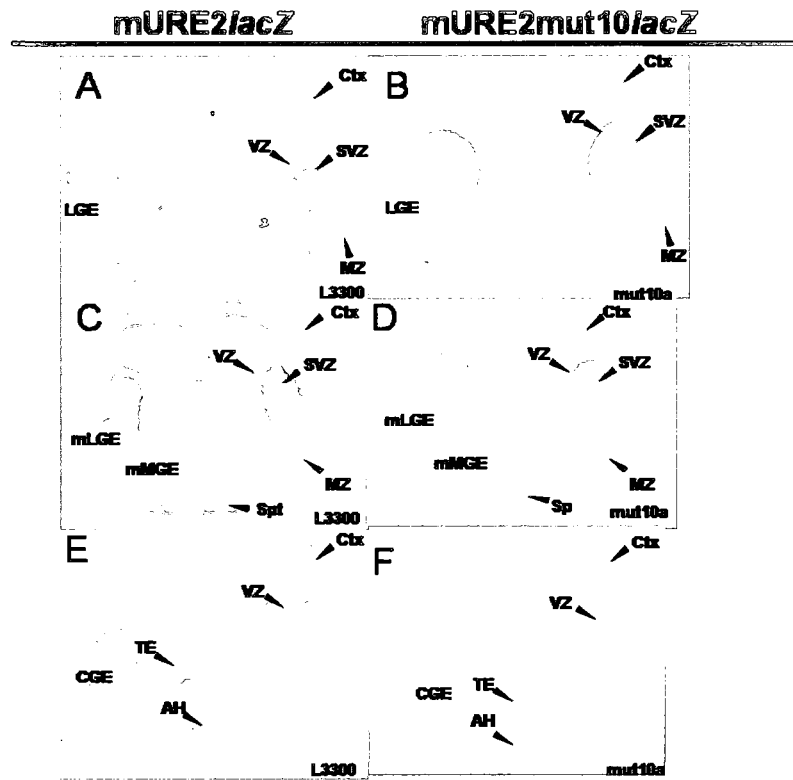 mURE2lacZ mURE2mut10lacZ
A Ctx
VZ SVZ
LGE
MZ
L3300
B Ctx
VZ SVZ
LGE
MZ
mut10a
C Ctx
VZ SVZ
mLGE
mMGE
MZ
Spt
L3300
D Ctx
VZ SVZ
mLGE
mMGE
MZ
Sp
mut10a
E Ctx
VZ
TE
CGE
AH
L3300
F Ctx
VZ
TE
CGE
AH
mut10a